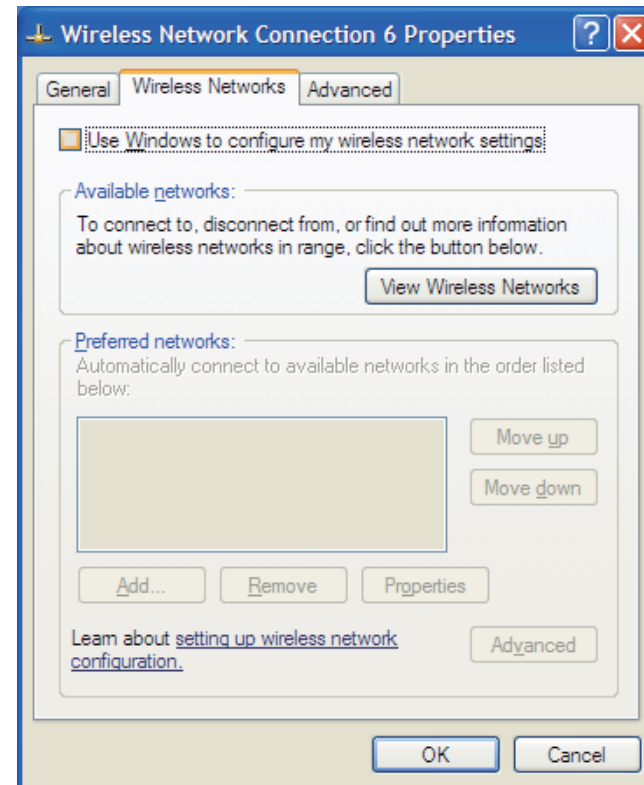 Wireless Network Connection 6 Properties
General Wireless Networks Advanced
Use Windows to configure my wireless network settings
Available networks:
To connect to, disconnect from, or find out more information
about wireless networks in range, click the button below.
View Wireless Networks
Preferred networks:
Automatically connect to available networks in the order listed
below:
Move up
Move down
Add... Remove Properties
Learn about setting up wireless network
configuration.
Advanced
OK Cancel